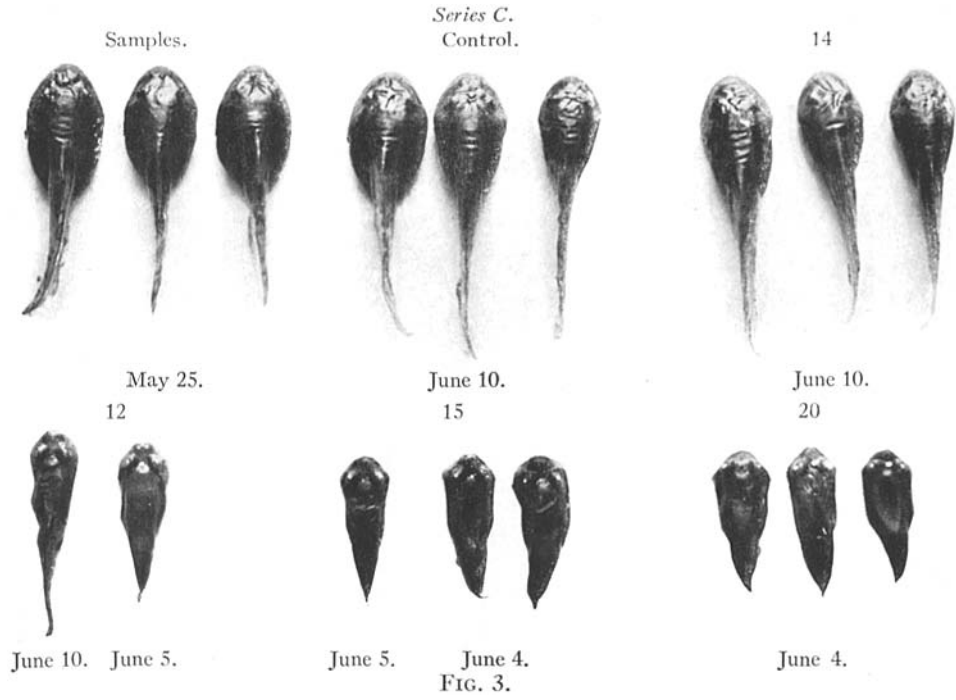 Series C.
Samples. Control. 14
May 25. June 10. June 10.
12 15 20
June 10. June 5. June 5. June 4. June 4.
FIG. 3.